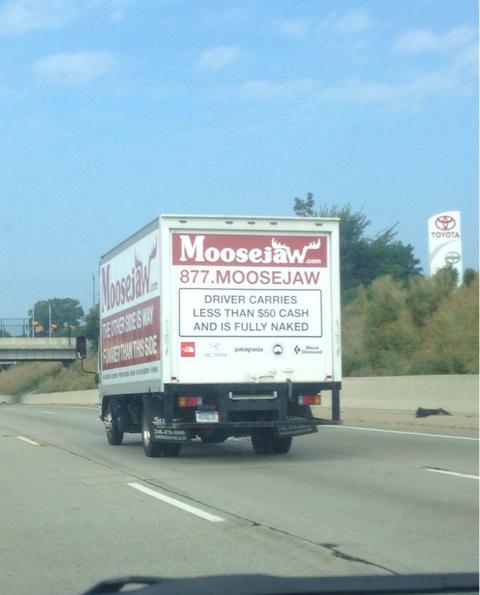 Moosejaw.com
877.MOOSEJAW
DRIVER CARRIES
LESS THAN $50 CASH
AND IS FULLY NAKED
patagonia
Black
Diamond
Moosejaw.com
THE OTHER SIDE IS WAY
FUNNIER THAN THIS SIDE
TOYOTA